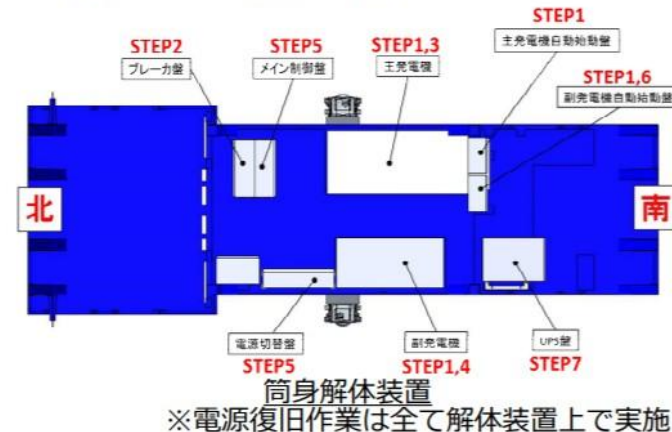 STEP1
主発電機自動始動盤
STEP2
ブレーカ盤
STEP5
メイン制御盤
STEP1,3
主発電機
STEP1,6
副発電機自動始動盤
北
南
電源切替盤
STEP5
副発電機
STEP1,4
UPS盤
STEP7
筒身解体装置
※電源復旧作業は全て解体装置上で実施